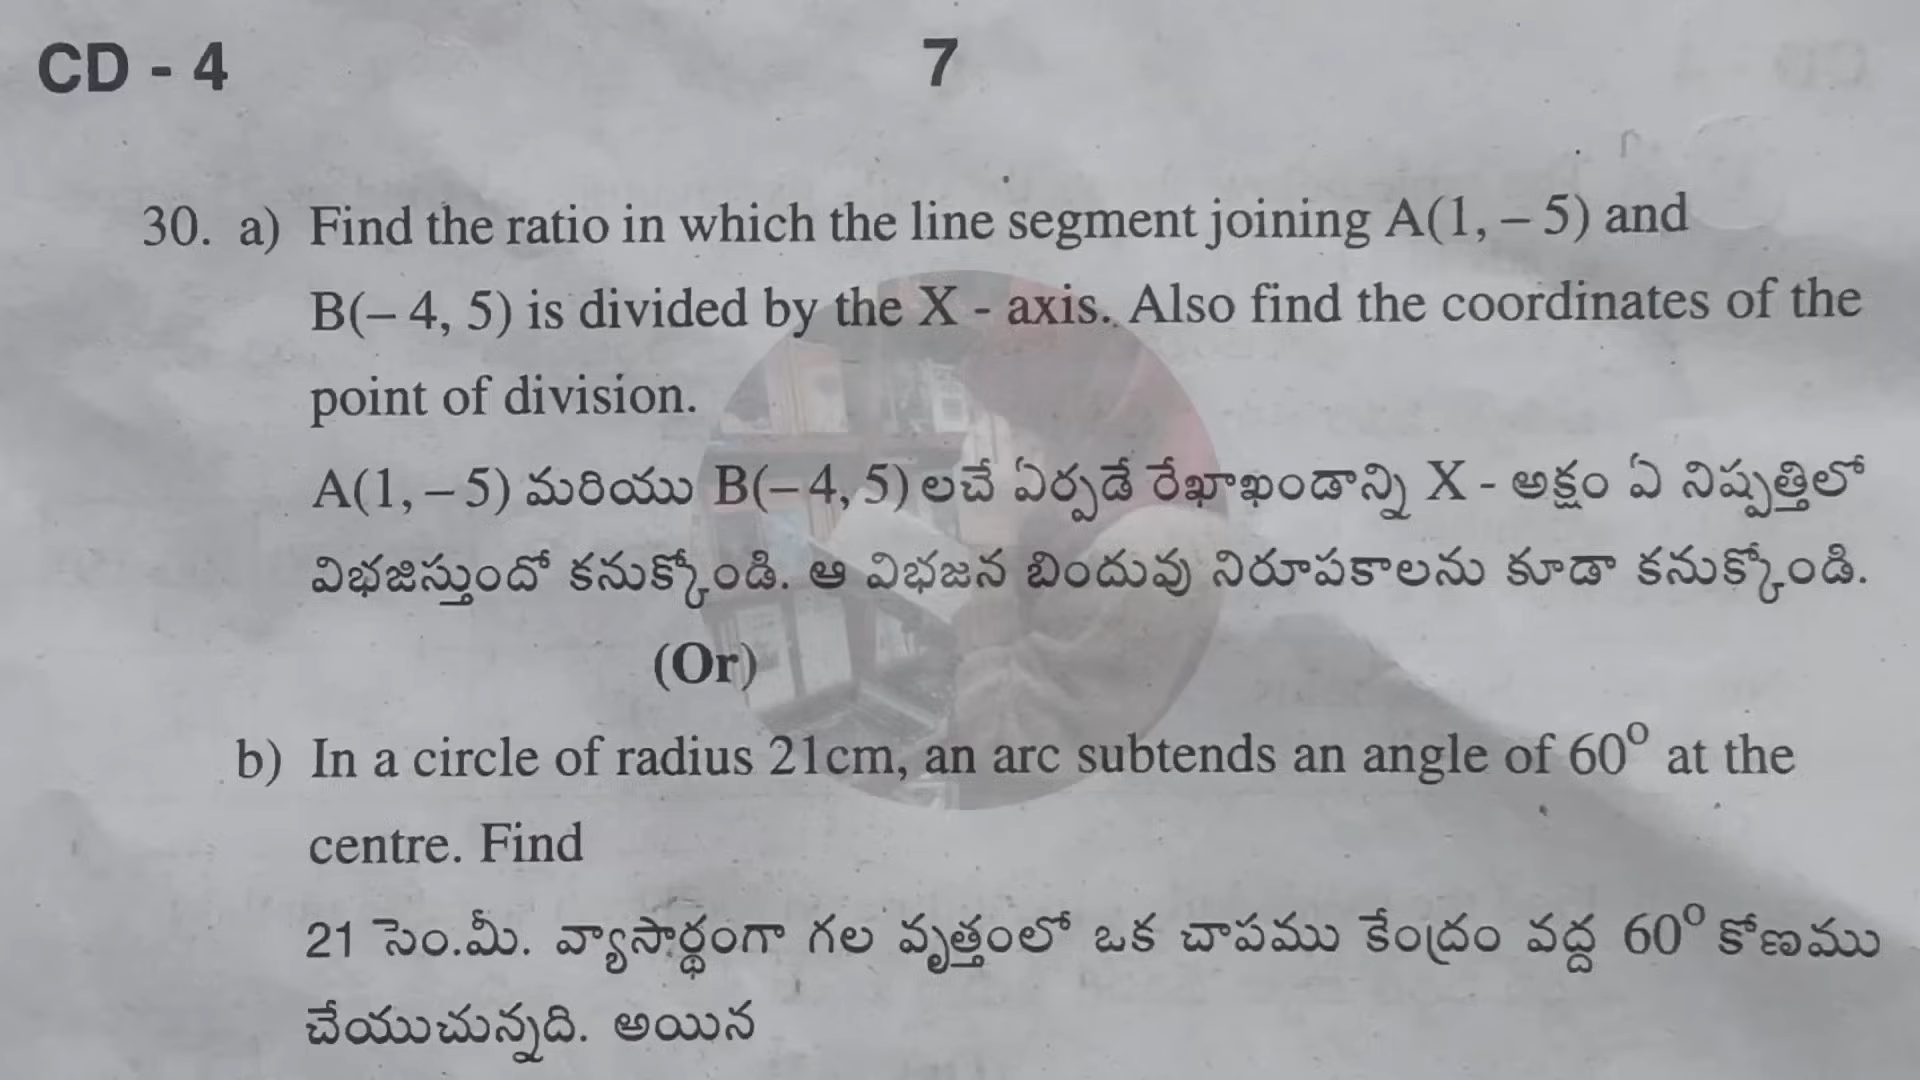 CD - 4
7
30. a) Find the ratio in which the line segment joining A(1, – 5) and
B(– 4, 5) is divided by the X - axis. Also find the coordinates of the
point of division.
A(1, – 5) మరియు B(– 4, 5) లచే ఏర్పడే రేఖాఖండాన్ని X - అక్షం ఏ నిష్పత్తిలో
విభజిస్తుందో కనుక్కోండి. ఆ విభజన బిందువు నిరూపకాలను కూడా కనుక్కోండి.
(Or)
b) In a circle of radius 21cm, an arc subtends an angle of 60⁰ at the
centre. Find
21 సెం.మీ. వ్యాసార్థంగా గల వృత్తంలో ఒక చాపము కేంద్రం వద్ద 60⁰ కోణము
చేయుచున్నది. అయిన